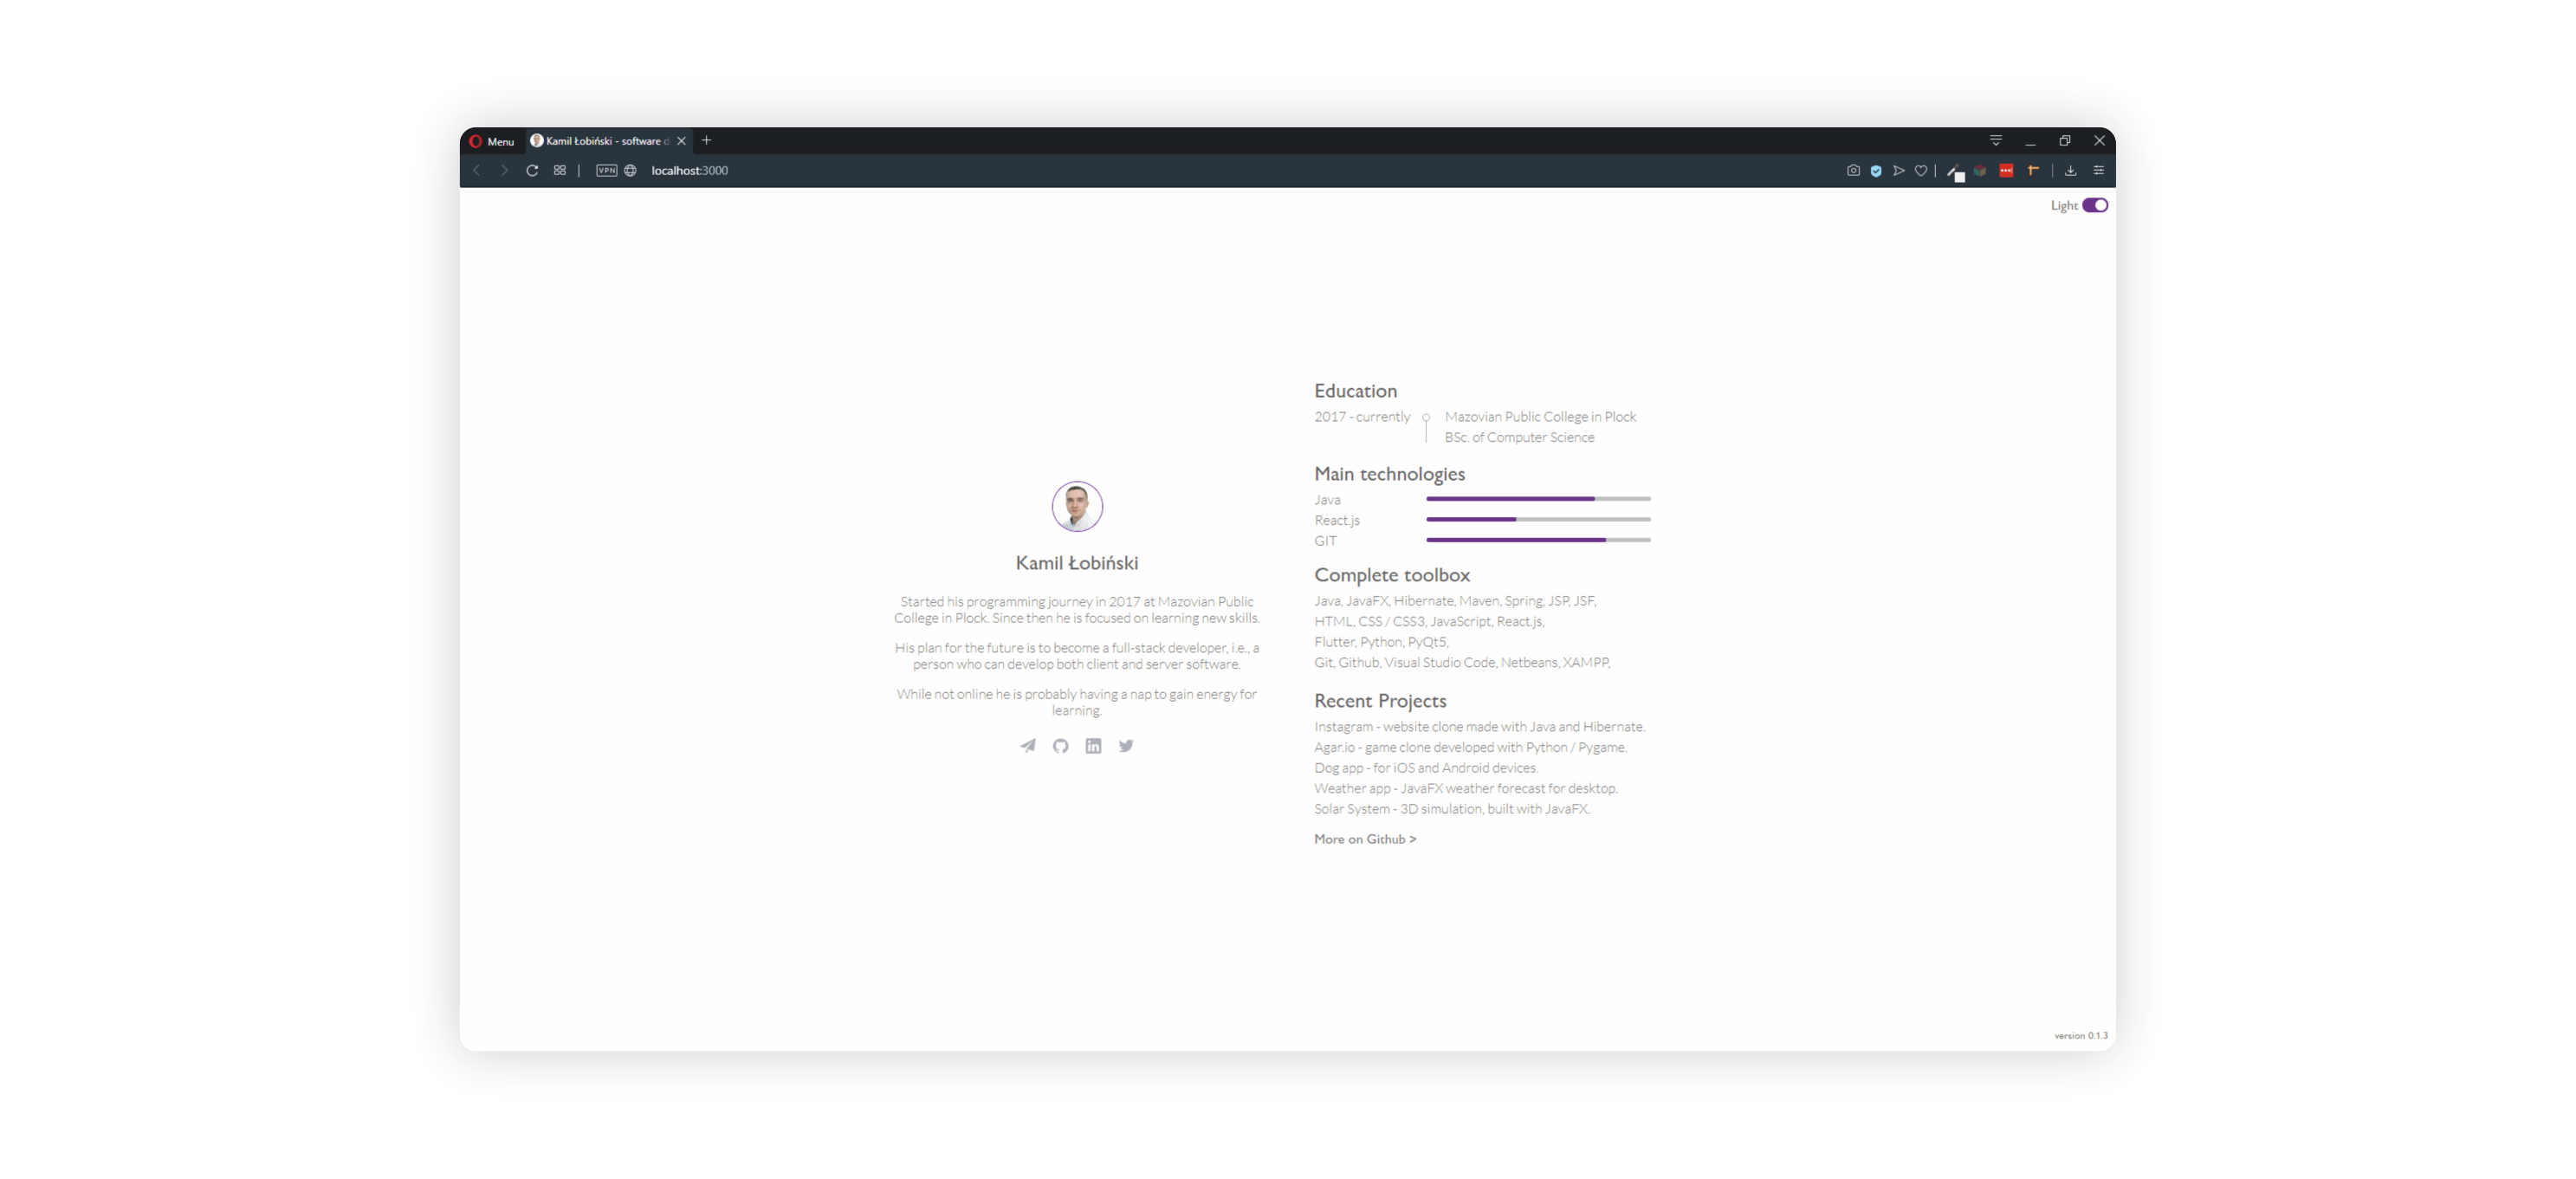 Menu
Kamil Łobiński - software
VPN
localhost:3000
Light
Kamil Łobiński
Started his programming journey in 2017 at Mazovian Public
College in Plock. Since then he is focused on learning new skills.
His plan for the future is to become a full-stack developer, i.e., a
person who can develop both client and server software.
While not online he is probably having a nap to gain energy for
learning.
Education
2017 - currently
Mazovian Public College in Plock
BSc. of Computer Science
Main technologies
Java
React.js
GIT
Complete toolbox
Java, JavaFX, Hibernate, Maven, Spring, JSP, JSF,
HTML, CSS / CSS3, JavaScript, React.js,
Flutter, Python, PyQt5,
Git, Github, Visual Studio Code, Netbeans, XAMPP,
Recent Projects
Instagram - website clone made with Java and Hibernate.
Agar.io - game clone developed with Python / Pygame.
Dog app - for iOS and Android devices.
Weather app - JavaFX weather forecast for desktop.
Solar System - 3D simulation, built with JavaFX.
More on Github >
version 0.1.3